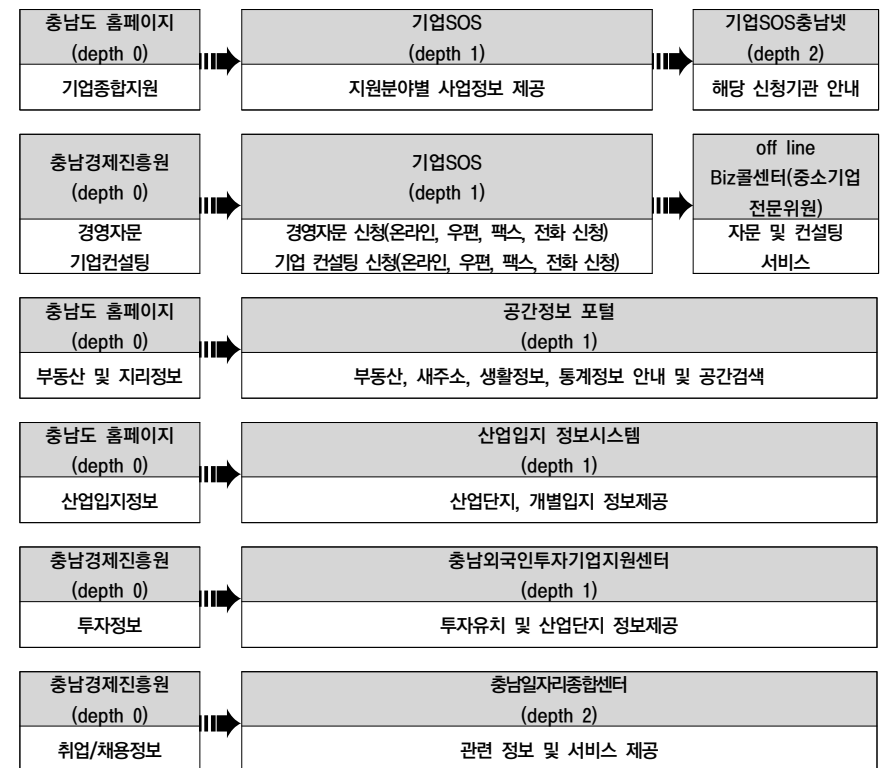 충남도 홈페이지
(depth 0)
기업종합지원
기업SOS
(depth 1)
지원분야별 사업정보 제공
기업SOS충남넷
(depth 2)
해당 신청기관 안내
충남경제진흥원
(depth 0)
경영자문
기업컨설팅
기업SOS
(depth 1)
경영자문 신청(온라인, 우편, 팩스, 전화 신청)
기업 컨설팅 신청(온라인, 우편, 팩스, 전화 신청)
off line
Biz콜센터(중소기업
전문위원)
자문 및 컨설팅
서비스
충남도 홈페이지
(depth 0)
부동산 및 지리정보
공간정보 포털
(depth 1)
부동산, 새주소, 생활정보, 통계정보 안내 및 공간검색
충남도 홈페이지
(depth 0)
산업입지정보
산업입지 정보시스템
(depth 1)
산업단지, 개별입지 정보제공
충남경제진흥원
(depth 0)
투자정보
충남외국인투자기업지원센터
(depth 1)
투자유치 및 산업단지 정보제공
충남경제진흥원
(depth 0)
취업/채용정보
충남일자리종합센터
(depth 2)
관련 정보 및 서비스 제공